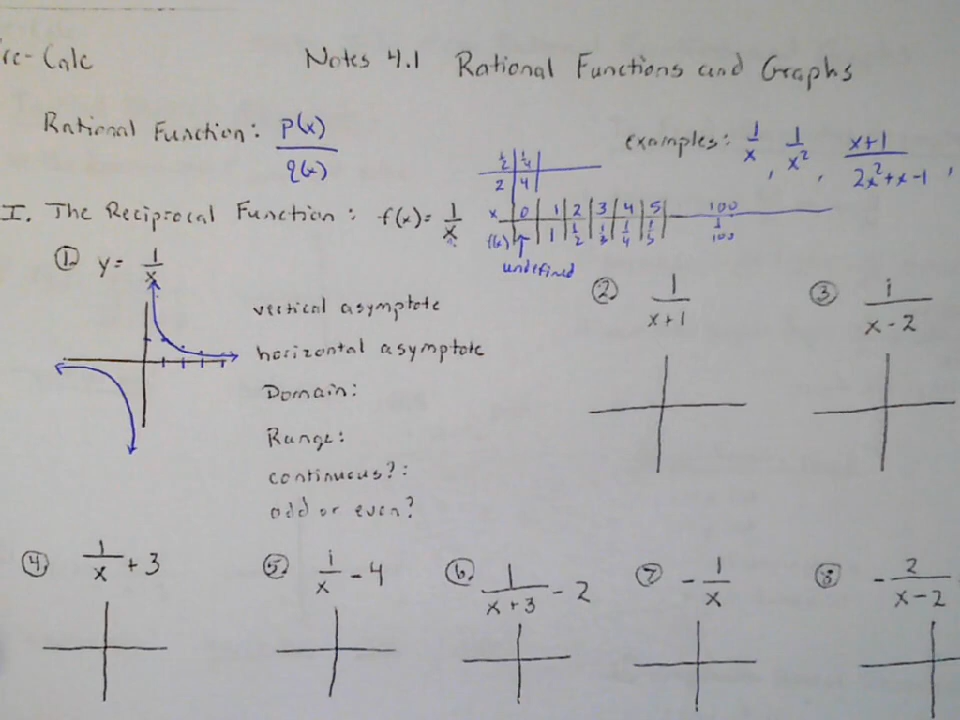 re-Calc Notes 4.1 Rational Functions and Graphs
Rational Function: p(x)/q(x) examples: 1/x, 1/x², (x+1)/(2x²+x-1),
1/2 | 1/4
2 | 4
I. The Reciprocal Function: f(x)= 1/x
x | 0 | 1 | 2 | 3 | 4 | 5 | 100
f(x) | | 1 | 1/2 | 1/3 | 1/4 | 1/5 | 1/100
undefined
① y= 1/x
vertical asymptote
horizontal asymptote
Domain:
Range:
continuous?:
odd or even?
② 1/(x+1)
③ 1/(x-2)
④ 1/x +3
⑤ 1/x -4
⑥ 1/(x+3) -2
⑦ -1/x
⑧ -2/(x-2)